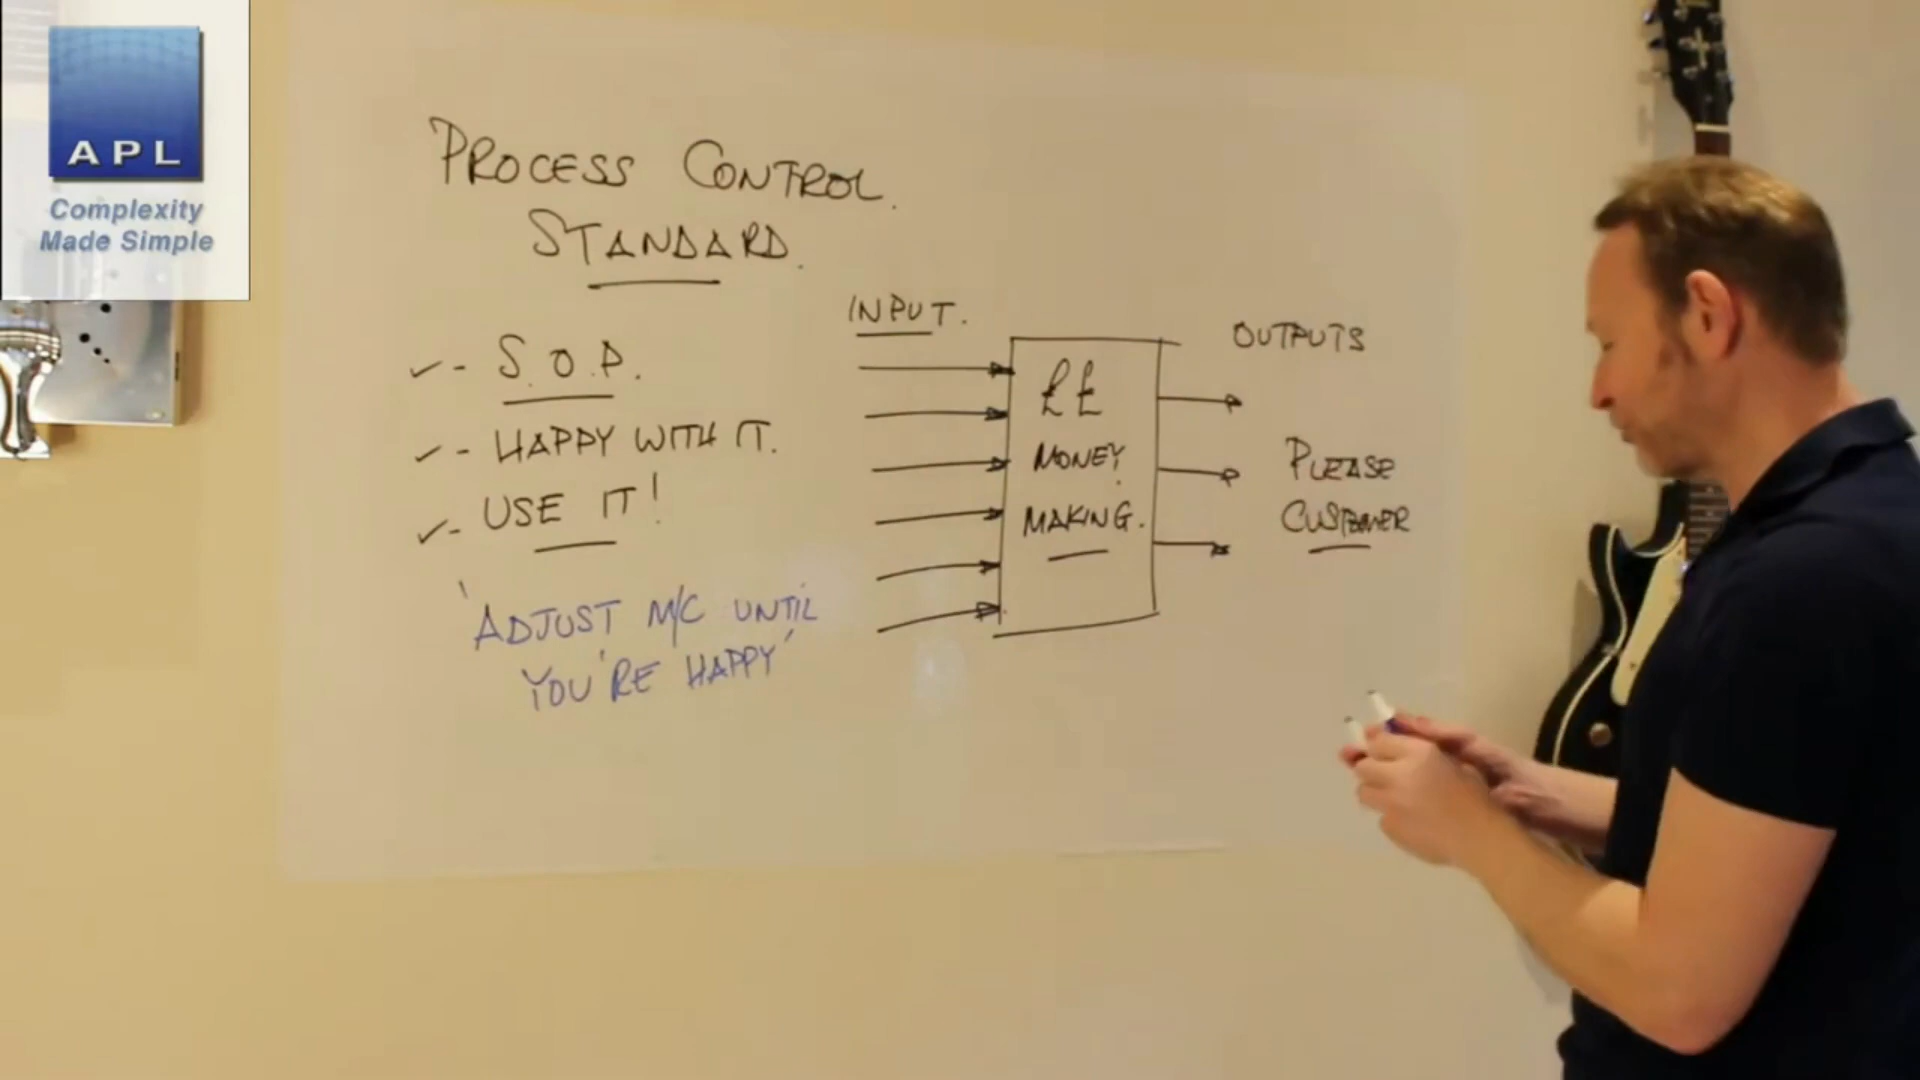 APL
Complexity
Made Simple
PROCESS CONTROL.
STANDARD.
✓ - S.O.P.
✓ - HAPPY WITH IT.
✓ - USE IT!
'ADJUST M/C UNTIL
YOU'RE HAPPY'
INPUT.
££
MONEY
MAKING.
OUTPUTS
PLEASE
CUSTOMER